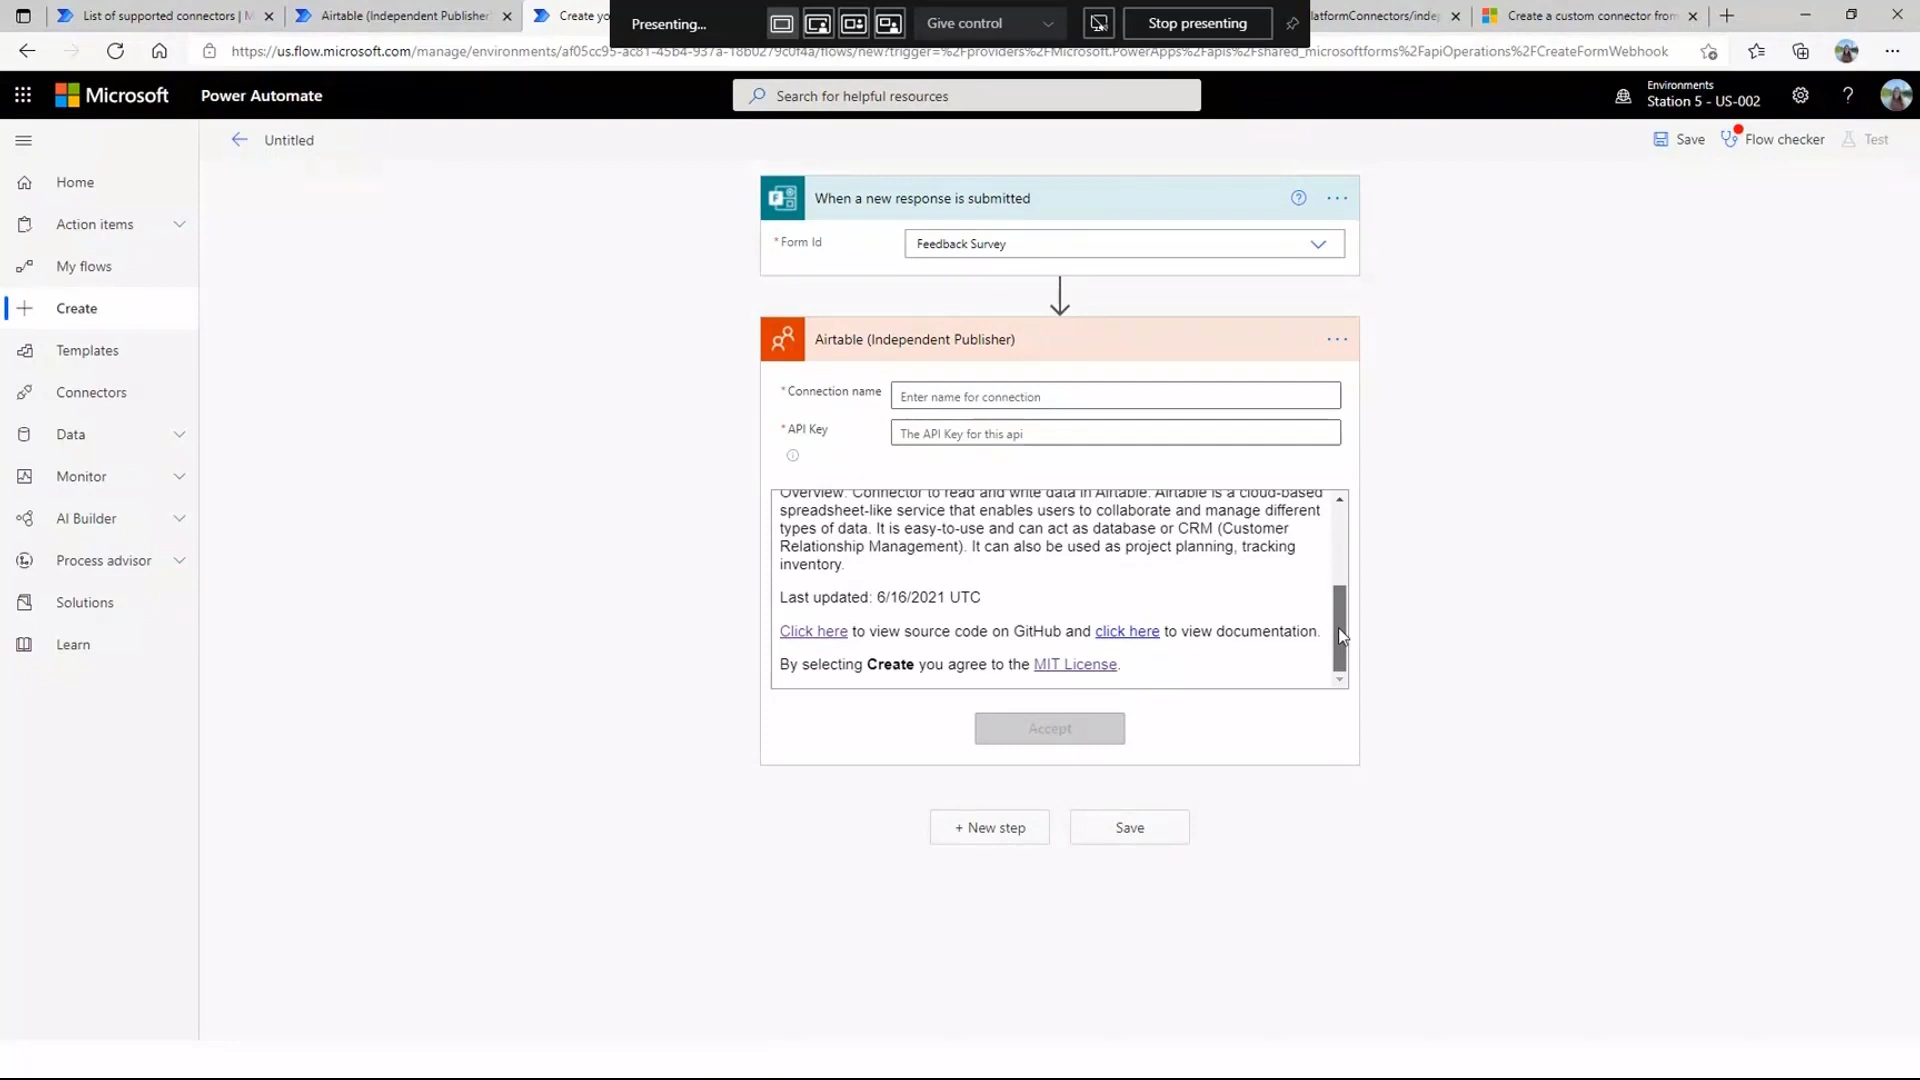 List of supported connectors | M
Airtable (Independent Publisher)
Create yo
Presenting...
Give control
Stop presenting
Create a custom connector from
https://us.flow.microsoft.com/manage/environments/af05cc95-ac81-45b4-937a-18b0279c0f4a/flows/new?trigger=%2Fproviders%2FMicrosoft.PowerApps%2Fapis%2Fshared_microsoftforms%2FapiOperations%2FCreateFormWebhook
Microsoft
Power Automate
Search for helpful resources
Environments
Station 5 - US-002
Untitled
Save
Flow checker
Test
Home
Action items
My flows
Create
Templates
Connectors
Data
Monitor
AI Builder
Process advisor
Solutions
Learn
When a new response is submitted
* Form Id
Feedback Survey
Airtable (Independent Publisher)
* Connection name
Enter name for connection
* API Key
The API Key for this api
Overview: Connector to read and write data in Airtable. Airtable is a cloud-based
spreadsheet-like service that enables users to collaborate and manage different
types of data. It is easy-to-use and can act as database or CRM (Customer
Relationship Management). It can also be used as project planning, tracking
inventory.
Last updated: 6/16/2021 UTC
Click here to view source code on GitHub and click here to view documentation.
By selecting Create you agree to the MIT License.
Accept
+ New step
Save